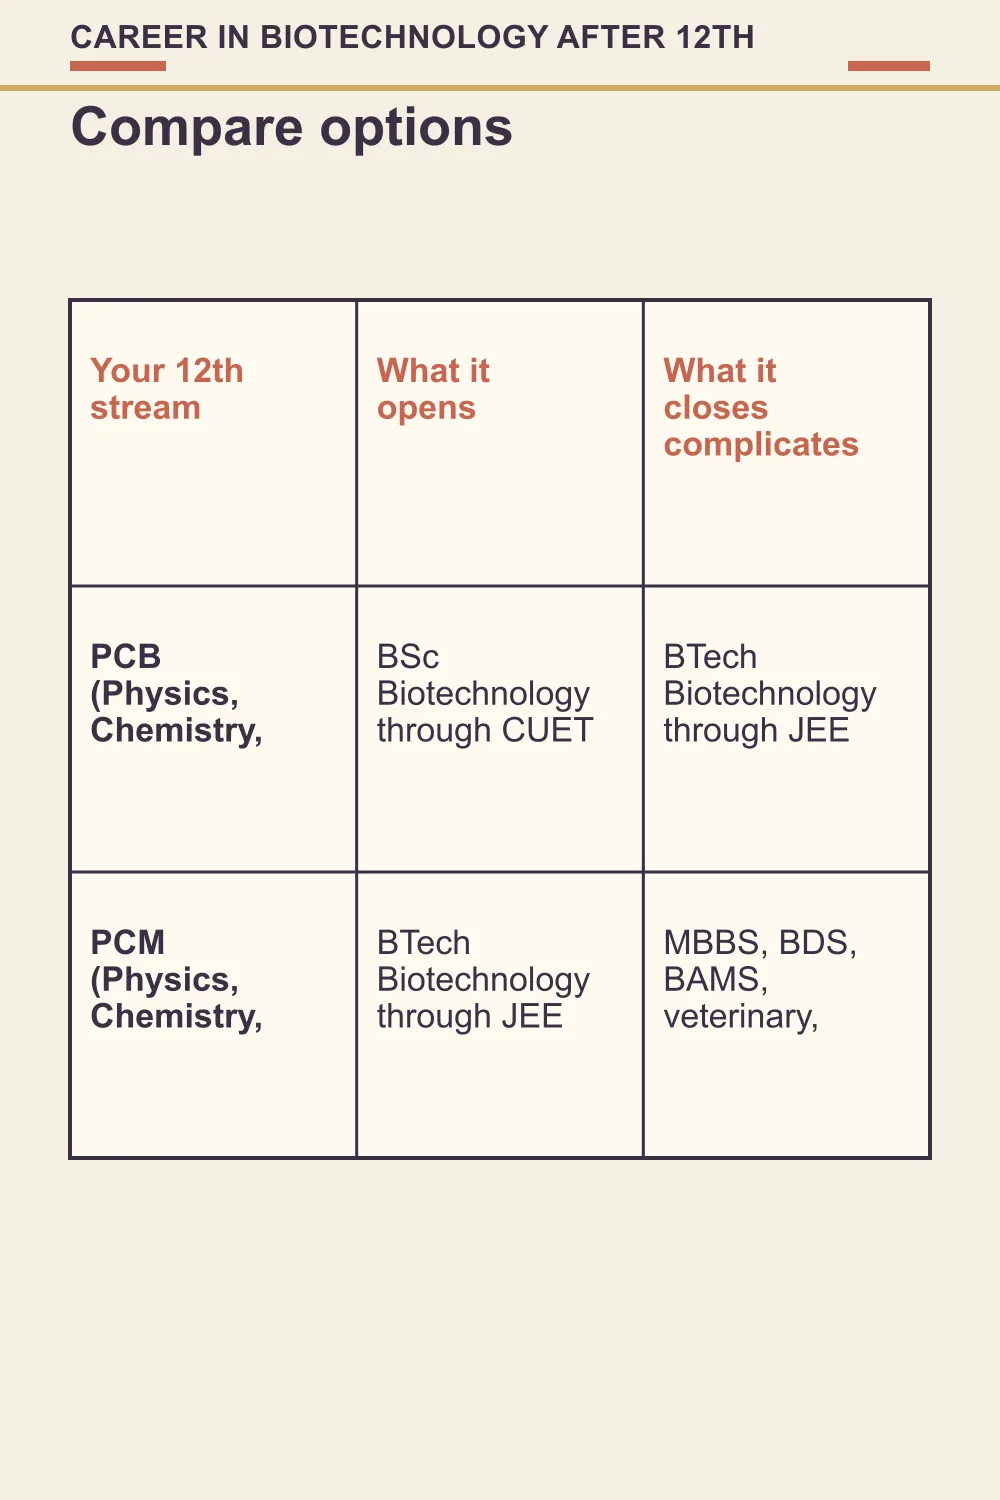 CAREER IN BIOTECHNOLOGY AFTER 12TH
Compare options
Your 12th
stream
What it
opens
What it
closes
complicates
PCB
(Physics,
Chemistry,
BSc
Biotechnology
through CUET
BTech
Biotechnology
through JEE
PCM
(Physics,
Chemistry,
BTech
Biotechnology
through JEE
MBBS, BDS,
BAMS,
veterinary,